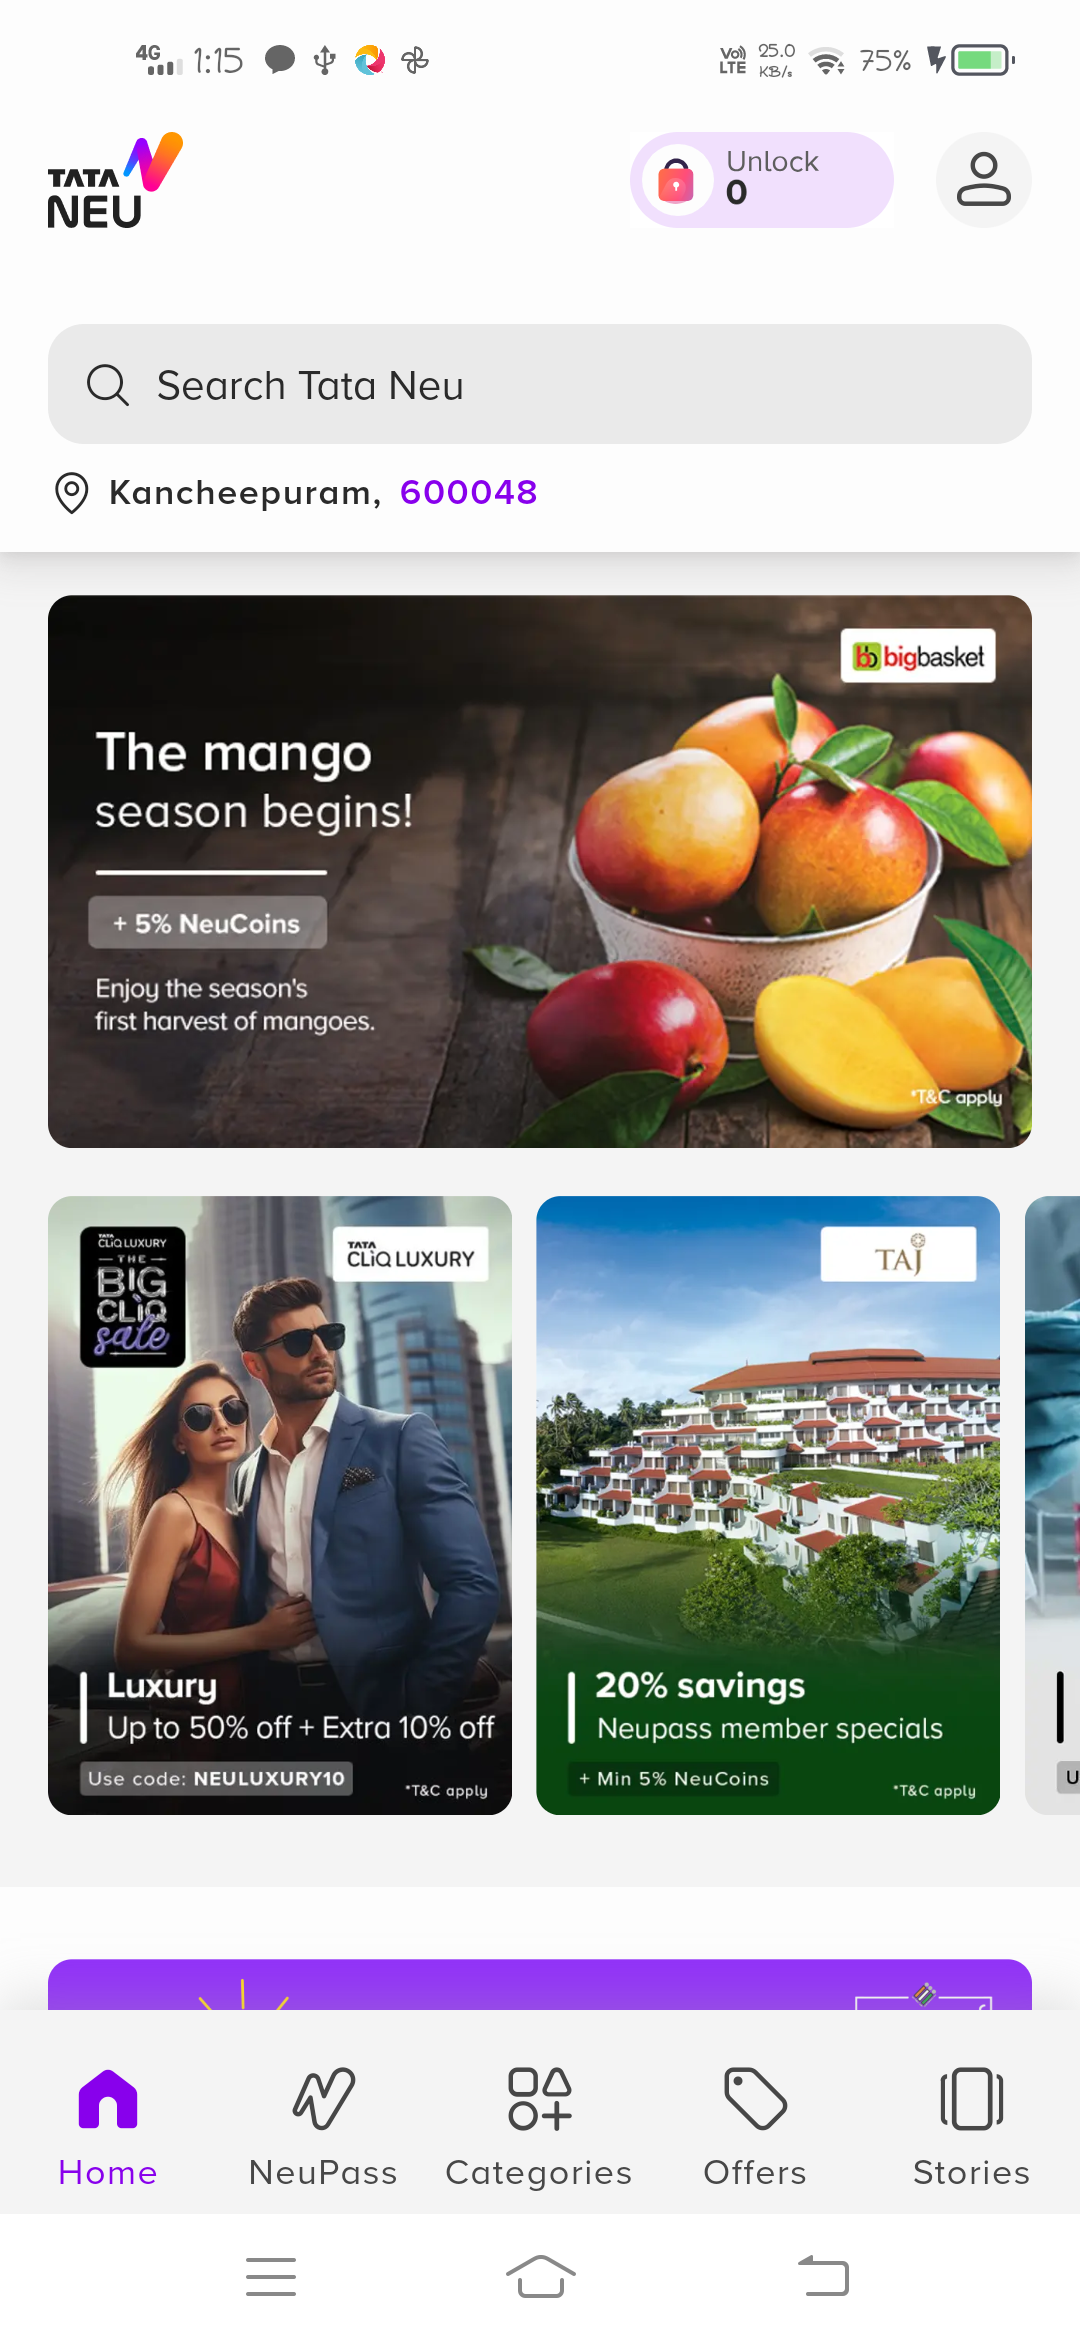 4G 1:15 Vo) LTE 25.0 KB/s 75%
TATA
NEU
Unlock
0
Search Tata Neu
Kancheepuram, 600048
bb bigbasket
The mango
season begins!
+ 5% NeuCoins
Enjoy the season's
first harvest of mangoes.
*T&C apply
TATA
CLiQ LUXURY
THE
BIG
CLiQ
sale
TATA
CLiQ LUXURY
Luxury
Up to 50% off + Extra 10% off
Use code: NEULUXURY10
*T&C apply
TAJ
20% savings
Neupass member specials
+ Min 5% NeuCoins
*T&C apply
Home NeuPass Categories Offers Stories